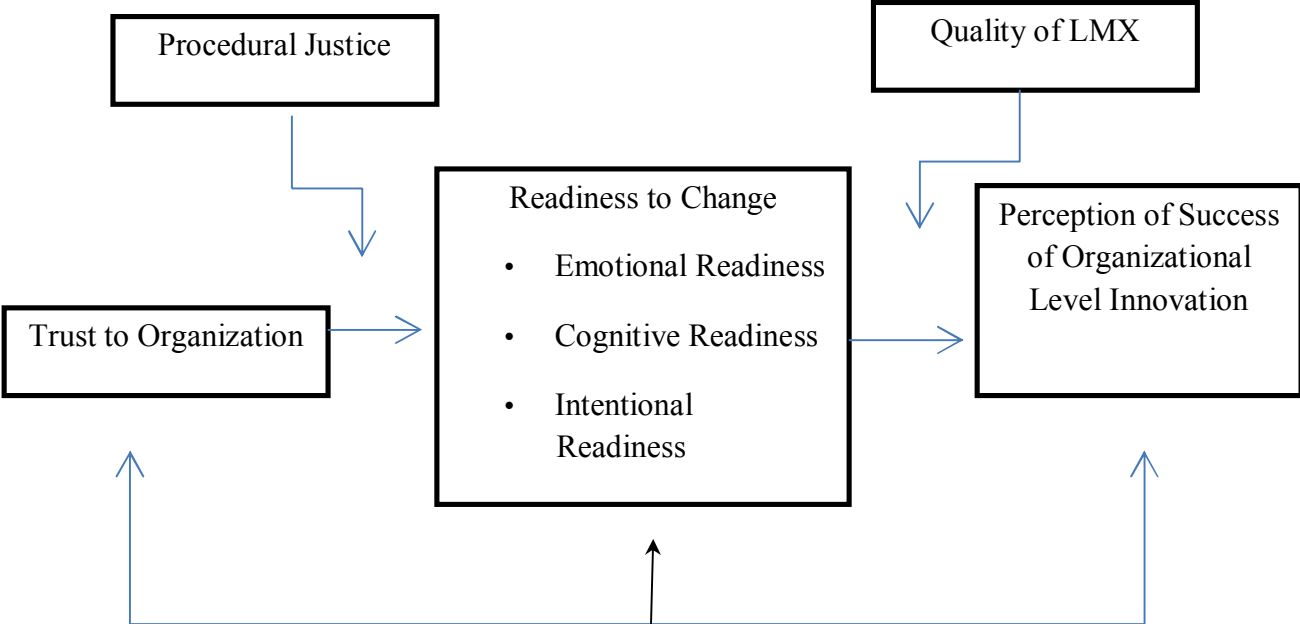 Procedural Justice
Quality of LMX
Readiness to Change
• Emotional Readiness
• Cognitive Readiness
• Intentional
Readiness
Trust to Organization
Perception of Success
of Organizational
Level Innovation